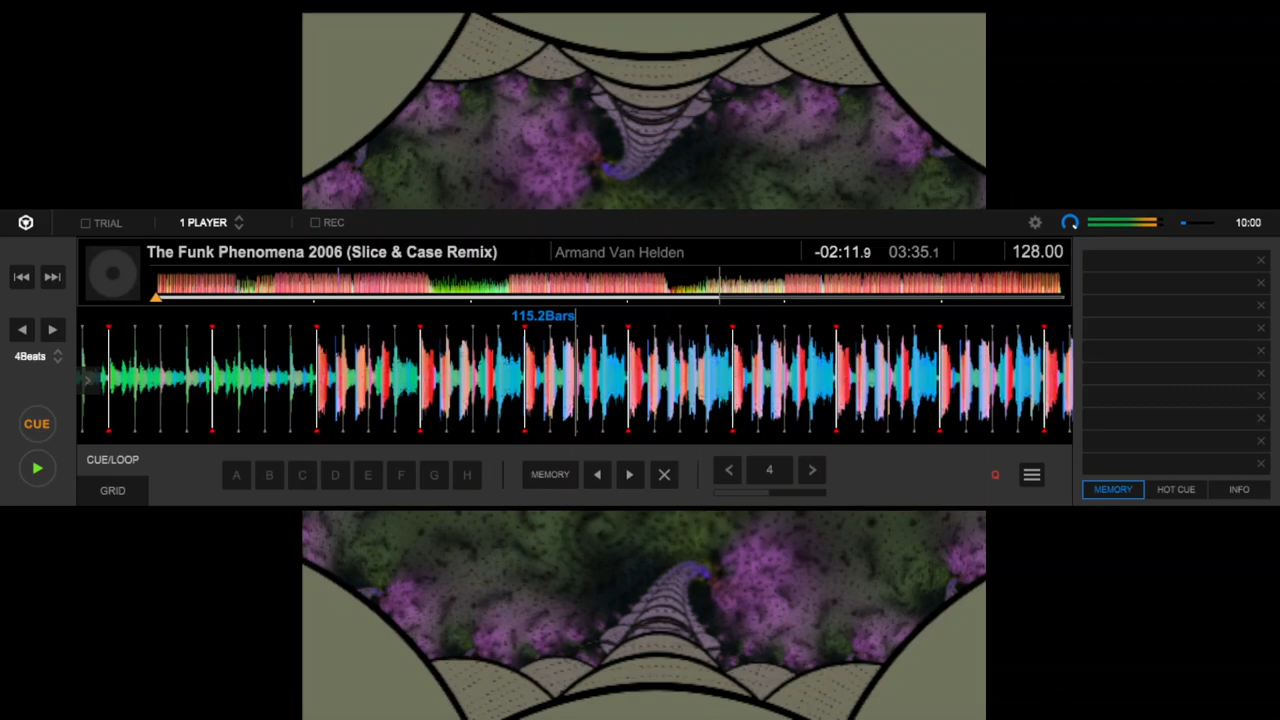 TRIAL 1 PLAYER REC 10:00
The Funk Phenomena 2006 (Slice & Case Remix) Armand Van Helden -02:11.9 03:35.1 128.00
115.2Bars
4Beats
CUE
CUE/LOOP
GRID
A B C D E F G H MEMORY 4 Q
MEMORY HOT CUE INFO